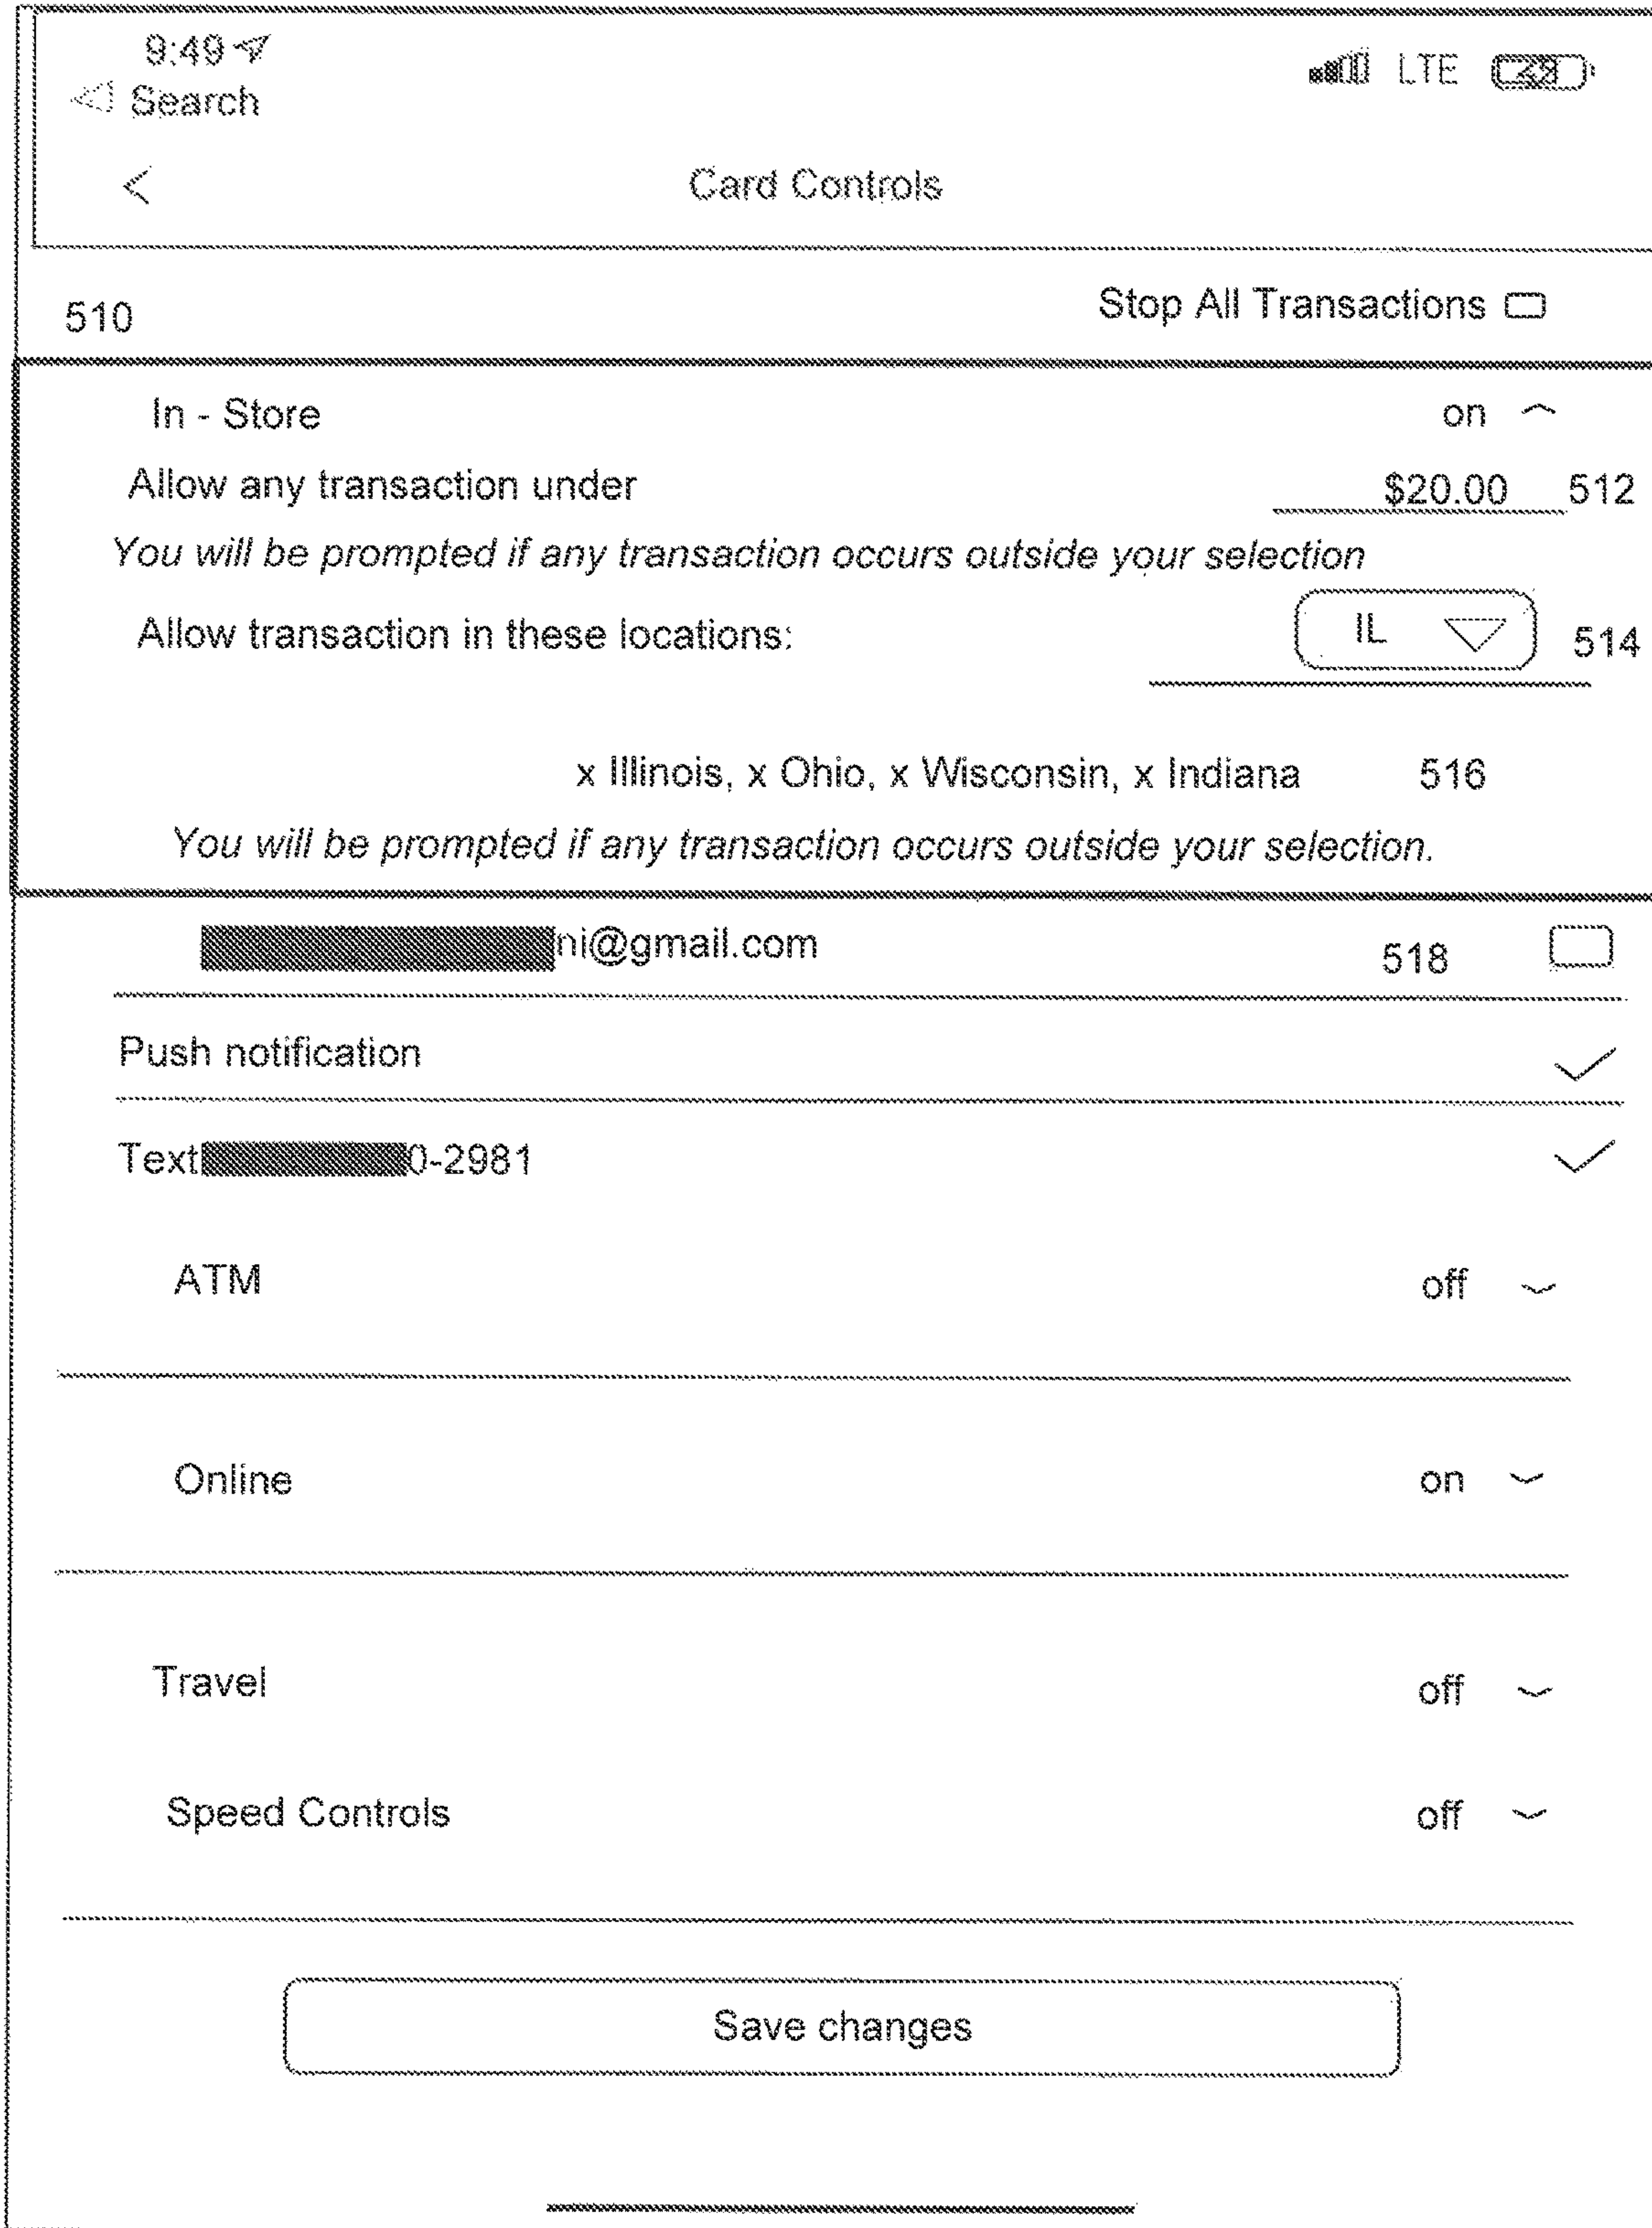 9:49
Search
LTE
< Card Controls
510 Stop All Transactions
In - Store on
Allow any transaction under $20.00 512
You will be prompted if any transaction occurs outside your selection
Allow transaction in these locations: IL 514
x Illinois, x Ohio, x Wisconsin, x Indiana 516
You will be prompted if any transaction occurs outside your selection.
ni@gmail.com 518
Push notification
Text 0-2981
ATM off
Online on
Travel off
Speed Controls off
Save changes